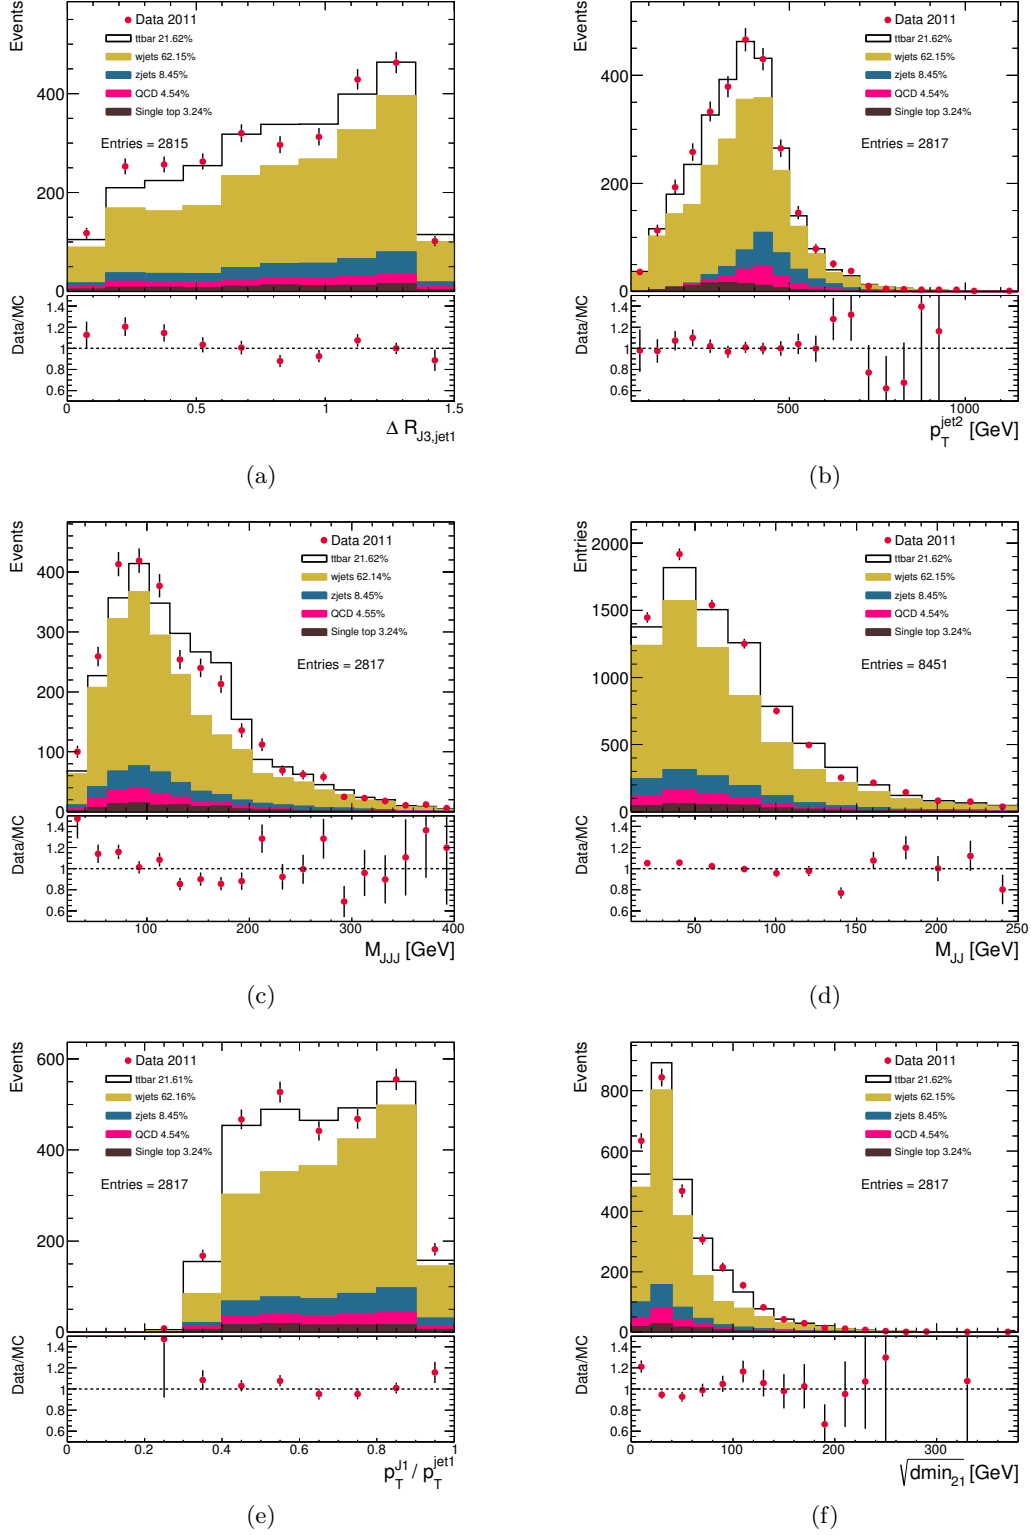 Events
Data 2011
ttbar 21.62%
wjets 62.15%
zjets 8.45%
QCD 4.54%
Single top 3.24%
Entries = 2815
400
200
0
Data/MC
1.4
1.2
1
0.8
0.6
0 0.5 1 1.5
Δ R_J3,jet1
(a)
Events
Data 2011
ttbar 21.62%
wjets 62.15%
zjets 8.45%
QCD 4.54%
Single top 3.24%
Entries = 2817
400
200
0
Data/MC
1.4
1.2
1
0.8
0.6
500 1000
p_T^jet2 [GeV]
(b)
Events
Data 2011
ttbar 21.62%
wjets 62.14%
zjets 8.45%
QCD 4.55%
Single top 3.24%
Entries = 2817
400
300
200
100
0
Data/MC
1.4
1.2
1
0.8
0.6
100 200 300 400
M_JJJ [GeV]
(c)
Entries
Data 2011
ttbar 21.62%
wjets 62.15%
zjets 8.45%
QCD 4.54%
Single top 3.24%
Entries = 8451
2000
1500
1000
500
0
Data/MC
1.4
1.2
1
0.8
0.6
50 100 150 200 250
M_JJ [GeV]
(d)
Events
Data 2011
ttbar 21.61%
wjets 62.16%
zjets 8.45%
QCD 4.54%
Single top 3.24%
Entries = 2817
600
400
200
0
Data/MC
1.4
1.2
1
0.8
0.6
0 0.2 0.4 0.6 0.8 1
p_T^J1 / p_T^jet1
(e)
Events
Data 2011
ttbar 21.62%
wjets 62.15%
zjets 8.45%
QCD 4.54%
Single top 3.24%
Entries = 2817
800
600
400
200
0
Data/MC
1.4
1.2
1
0.8
0.6
0 100 200 300
√dmin_21 [GeV]
(f)